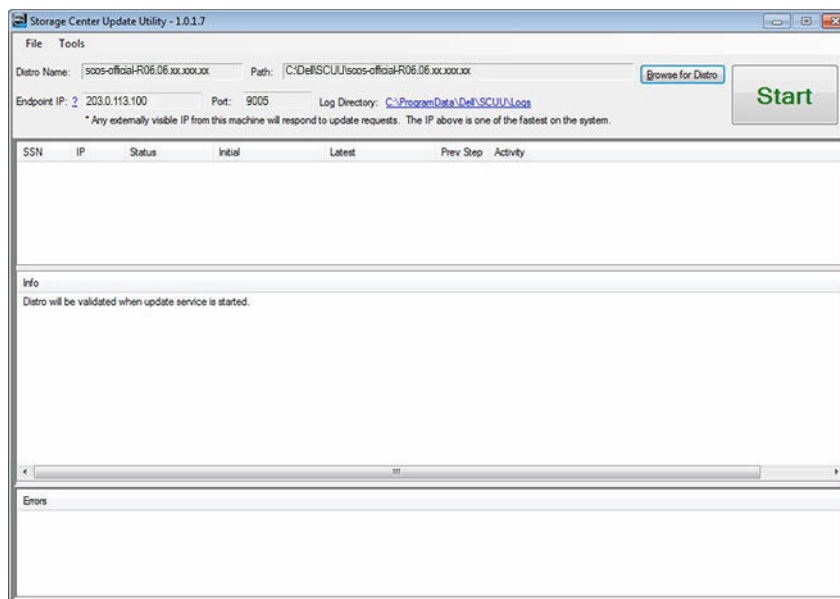 Storage Center Update Utility - 1.0.1.7
File Tools
Distro Name: scos-official-R06.06.xx.xxx.xx Path: C:\Dell\SCUU\scos-official-R06.06.xx.xxx.xx Browse for Distro
Start
Endpoint IP: ? 203.0.113.100 Port: 9005 Log Directory: C:\ProgramData\Dell\SCUU\Logs
* Any externally visible IP from this machine will respond to update requests. The IP above is one of the fastest on the system.
SSN IP Status Initial Latest Prev Step Activity
Info
Distro will be validated when update service is started.
Errors